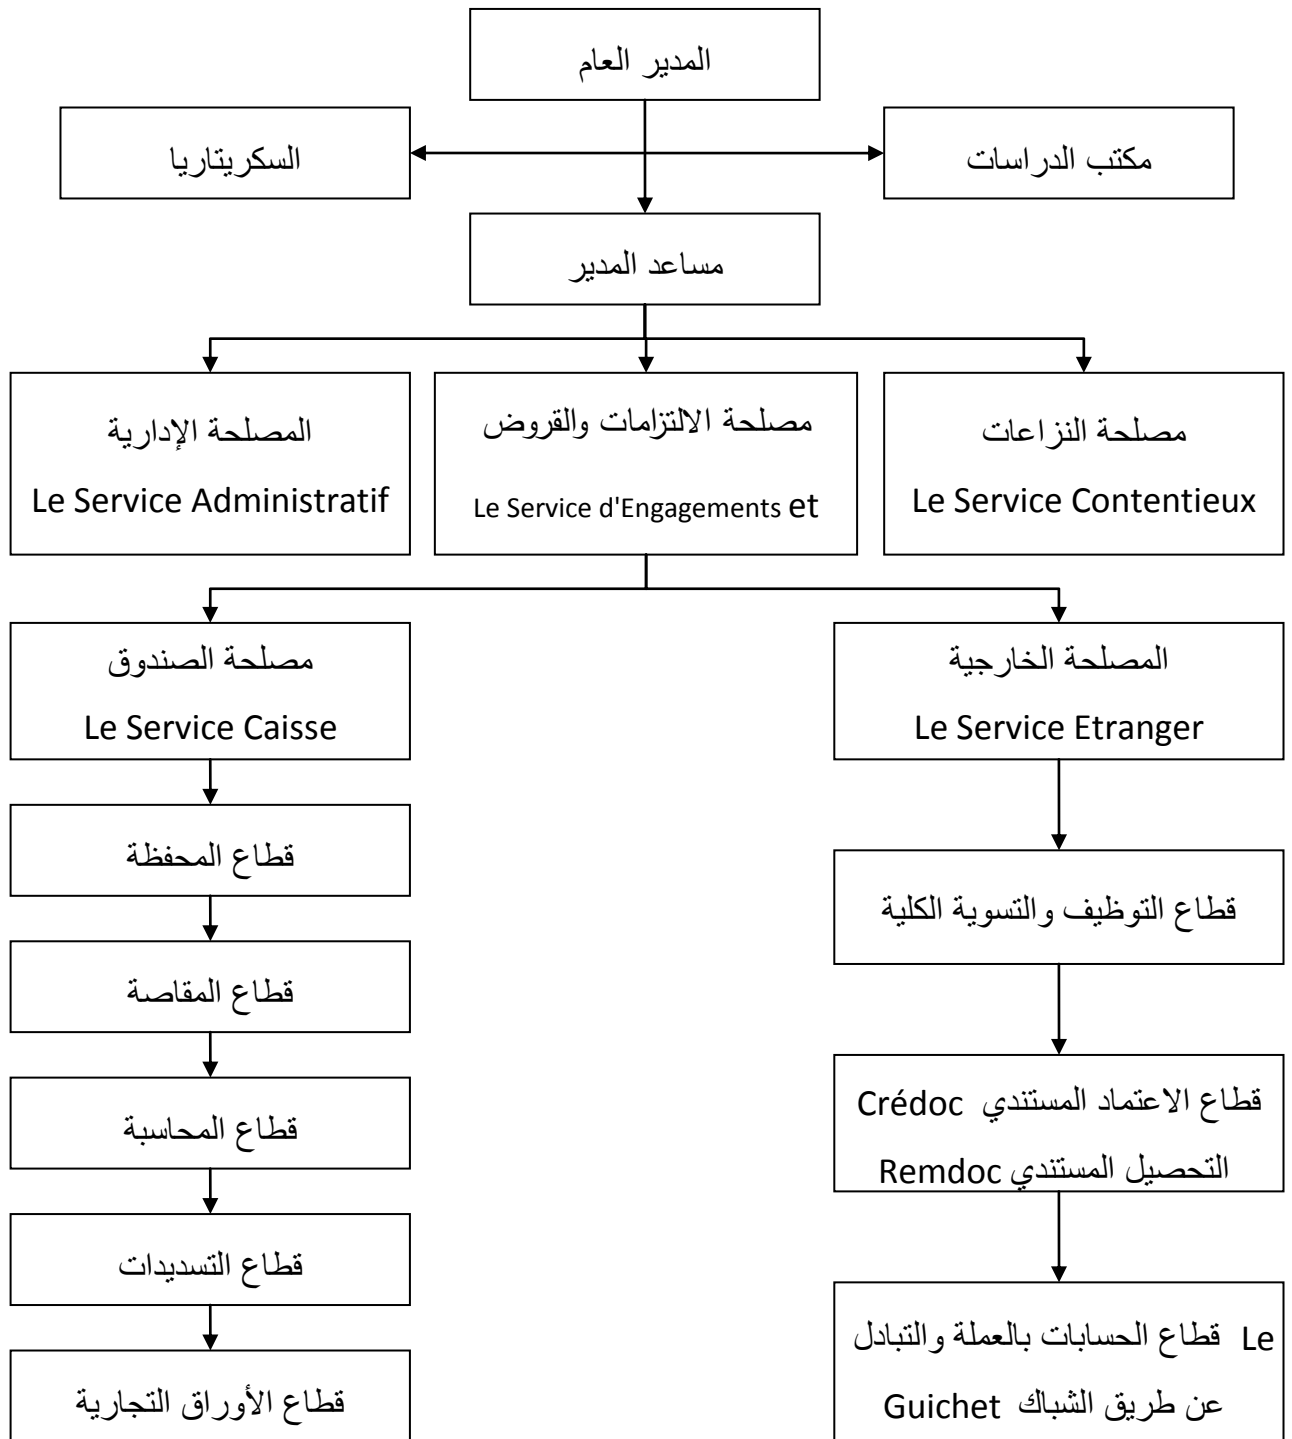 المدير العام
مكتب الدراسات
السكريتاريا
مساعد المدير
مصلحة النزاعات
Le Service Contentieux
مصلحة الالتزامات والقروض
Le Service d'Engagements et
المصلحة الإدارية
Le Service Administratif
المصلحة الخارجية
Le Service Etranger
مصلحة الصندوق
Le Service Caisse
قطاع التوظيف والتسوية الكلية
قطاع الاعتماد المستندي Crédoc
التحصيل المستندي Remdoc
قطاع الحسابات بالعملة والتبادل Le
عن طريق الشباك Guichet
قطاع المحفظة
قطاع المقاصة
قطاع المحاسبة
قطاع التسديدات
قطاع الأوراق التجارية